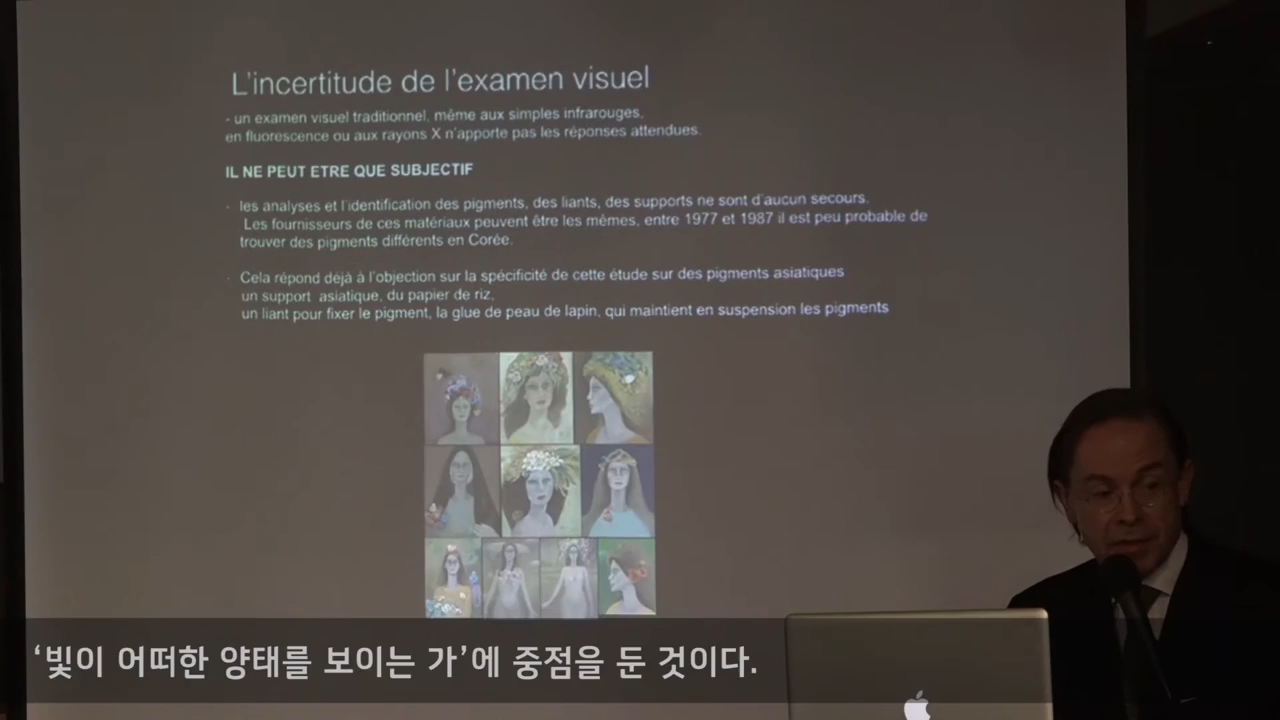 L'incertitude de l'examen visuel
- un examen visuel traditionnel, même aux simples infrarouges,
en fluorescence ou aux rayons X n'apporte pas les réponses attendues.
IL NE PEUT ETRE QUE SUBJECTIF
· les analyses et l'identification des pigments, des liants, des supports ne sont d'aucun secours.
Les fournisseurs de ces matériaux peuvent être les mêmes, entre 1977 et 1987 il est peu probable de
trouver des pigments différents en Corée.
· Cela répond déjà à l'objection sur la spécificité de cette étude sur des pigments asiatiques
un support asiatique, du papier de riz,
un liant pour fixer le pigment, la glue de peau de lapin, qui maintient en suspension les pigments
‘빛이 어떠한 양태를 보이는 가’에 중점을 둔 것이다.